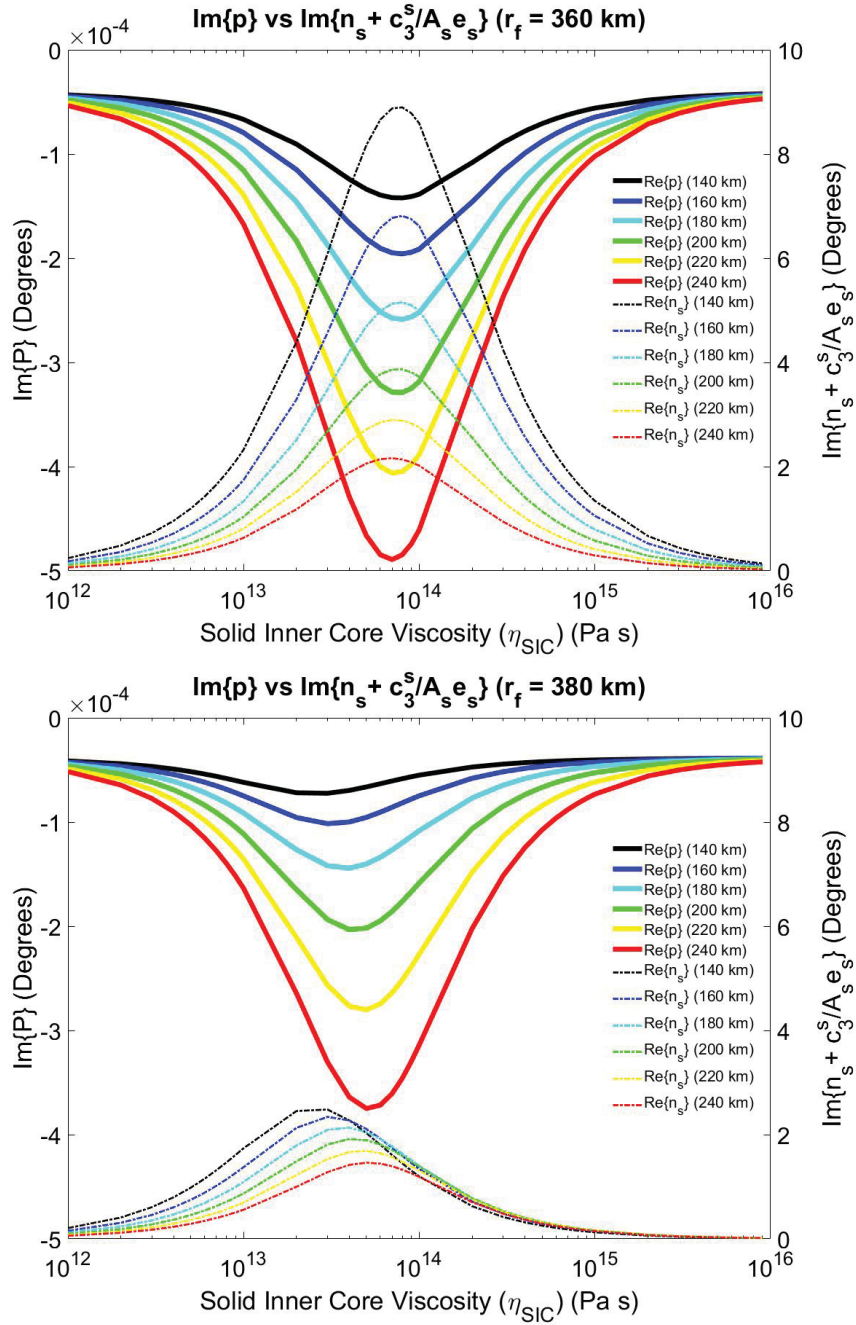 Im{p} vs Im{n_s + c_3^s/A_s e_s} (r_f = 360 km)
×10^-4
0
-1
-2
-3
-4
-5
Im{P} (Degrees)
10
8
6
4
2
0
Im{n_s + c_3^s/A_s e_s} (Degrees)
Re{p} (140 km)
Re{p} (160 km)
Re{p} (180 km)
Re{p} (200 km)
Re{p} (220 km)
Re{p} (240 km)
Re{n_s} (140 km)
Re{n_s} (160 km)
Re{n_s} (180 km)
Re{n_s} (200 km)
Re{n_s} (220 km)
Re{n_s} (240 km)
10^12 10^13 10^14 10^15 10^16
Solid Inner Core Viscosity (η_SIC) (Pa s)
Im{p} vs Im{n_s + c_3^s/A_s e_s} (r_f = 380 km)
×10^-4
0
-1
-2
-3
-4
-5
Im{P} (Degrees)
10
8
6
4
2
0
Im{n_s + c_3^s/A_s e_s} (Degrees)
Re{p} (140 km)
Re{p} (160 km)
Re{p} (180 km)
Re{p} (200 km)
Re{p} (220 km)
Re{p} (240 km)
Re{n_s} (140 km)
Re{n_s} (160 km)
Re{n_s} (180 km)
Re{n_s} (200 km)
Re{n_s} (220 km)
Re{n_s} (240 km)
10^12 10^13 10^14 10^15 10^16
Solid Inner Core Viscosity (η_SIC) (Pa s)